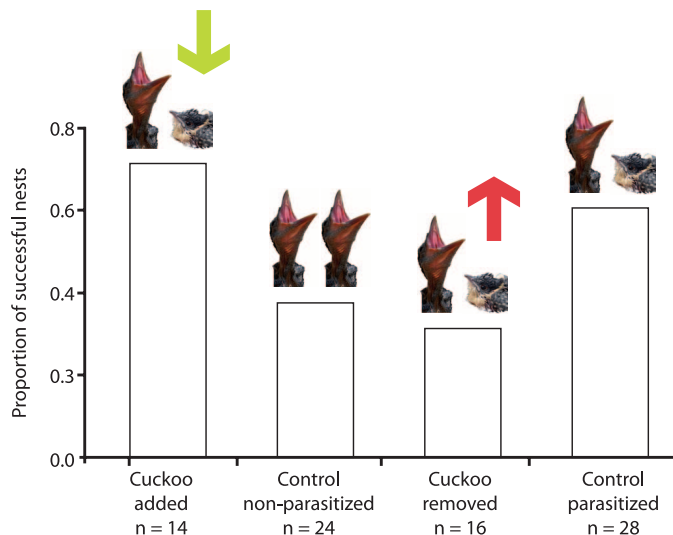 Proportion of successful nests
0.8
0.6
0.4
0.3
0.0
Cuckoo
added
n = 14
Control
non-parasitized
n = 24
Cuckoo
removed
n = 16
Control
parasitized
n = 28